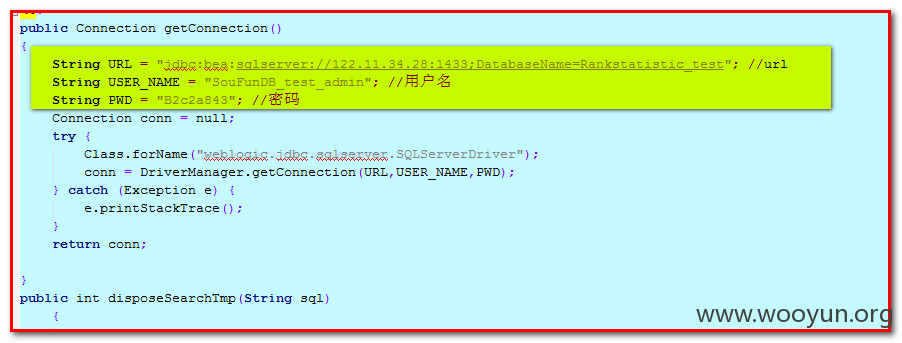 public Connection getConnection()
{
String URL = "jdbc:bea:sqlserver://122.11.34.28:1433;DatabaseName=Rankstatistic_test"; //url
String USER_NAME = "SouFunDB_test_admin"; //用户名
String PWD = "B2c2a843"; //密码
Connection conn = null;
try {
Class.forName("weblogic.jdbc.sqlserver.SQLServerDriver");
conn = DriverManager.getConnection(URL,USER_NAME,PWD);
} catch (Exception e) {
e.printStackTrace();
}
return conn;
}
public int disposeSearchTmp(String sql)
{
www.wooyun.org